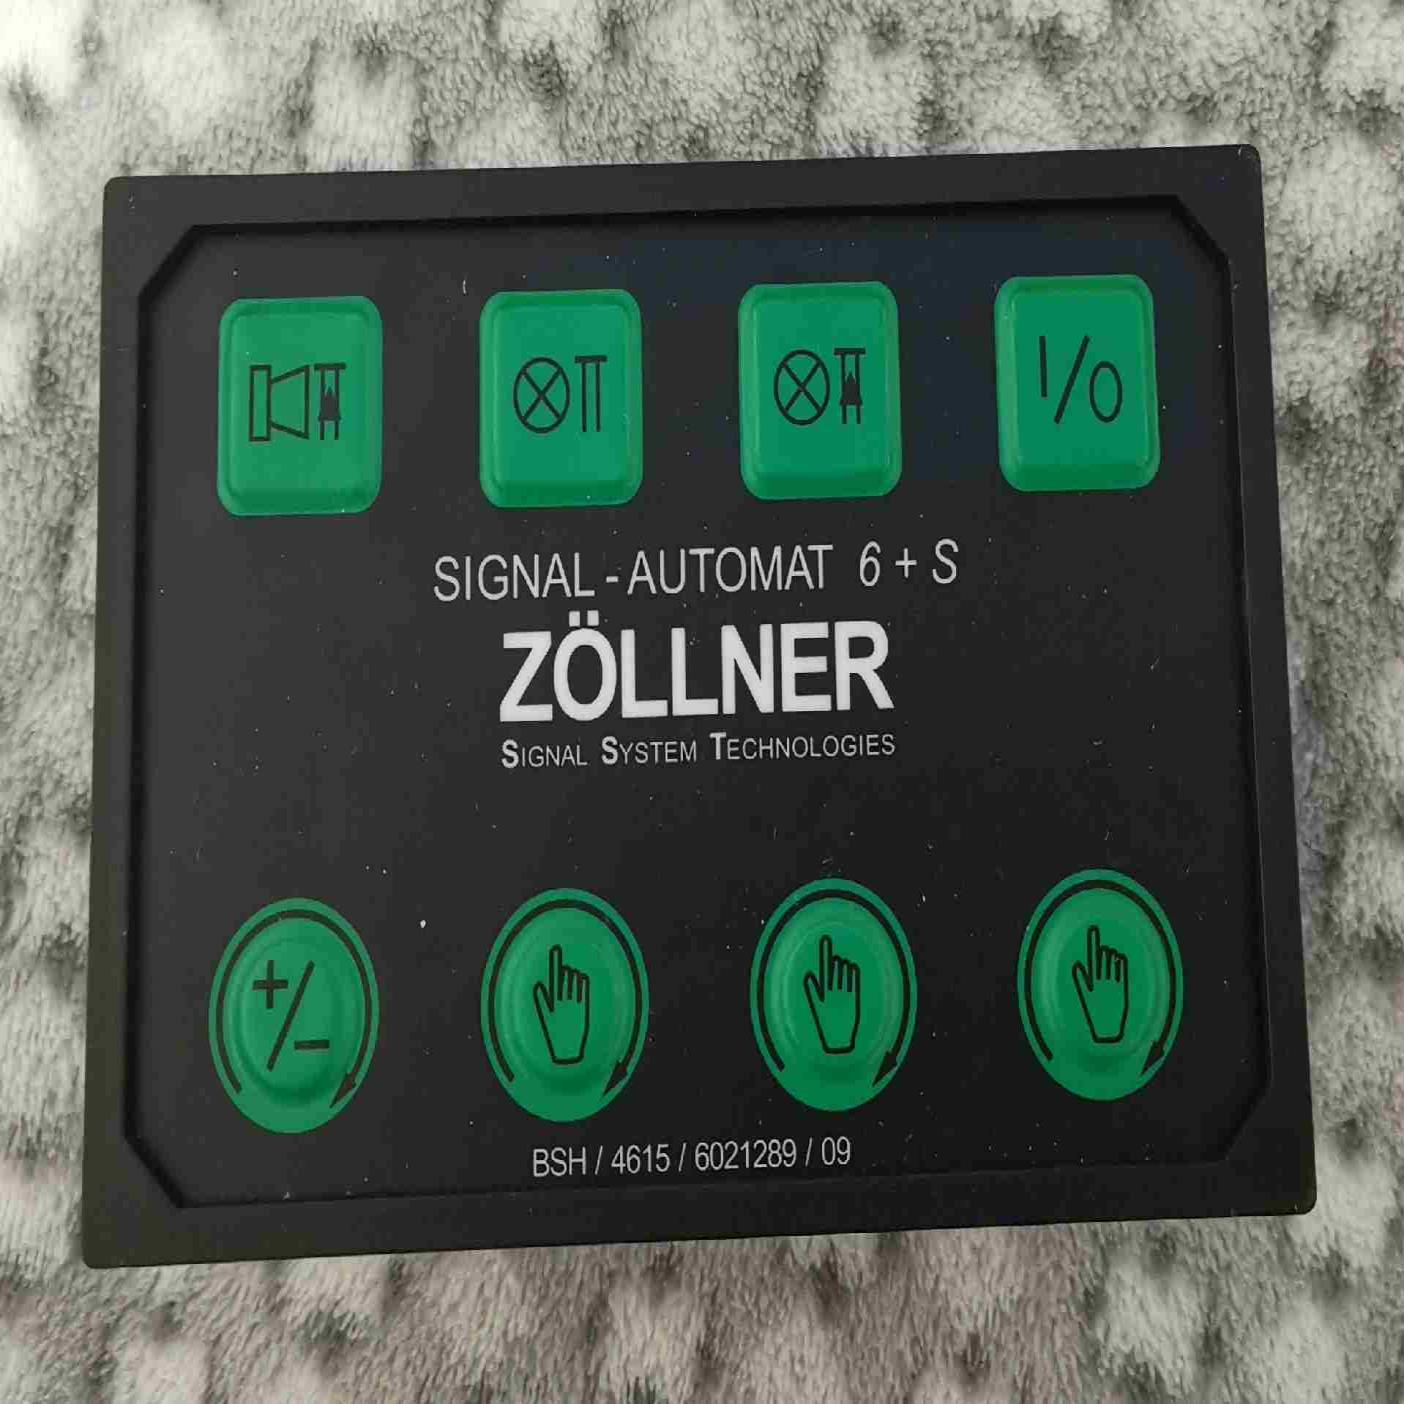 I/O
SIGNAL - AUTOMAT 6 + S
ZÖLLNER
SIGNAL SYSTEM TECHNOLOGIES
+/-
BSH / 4615 / 6021289 / 09